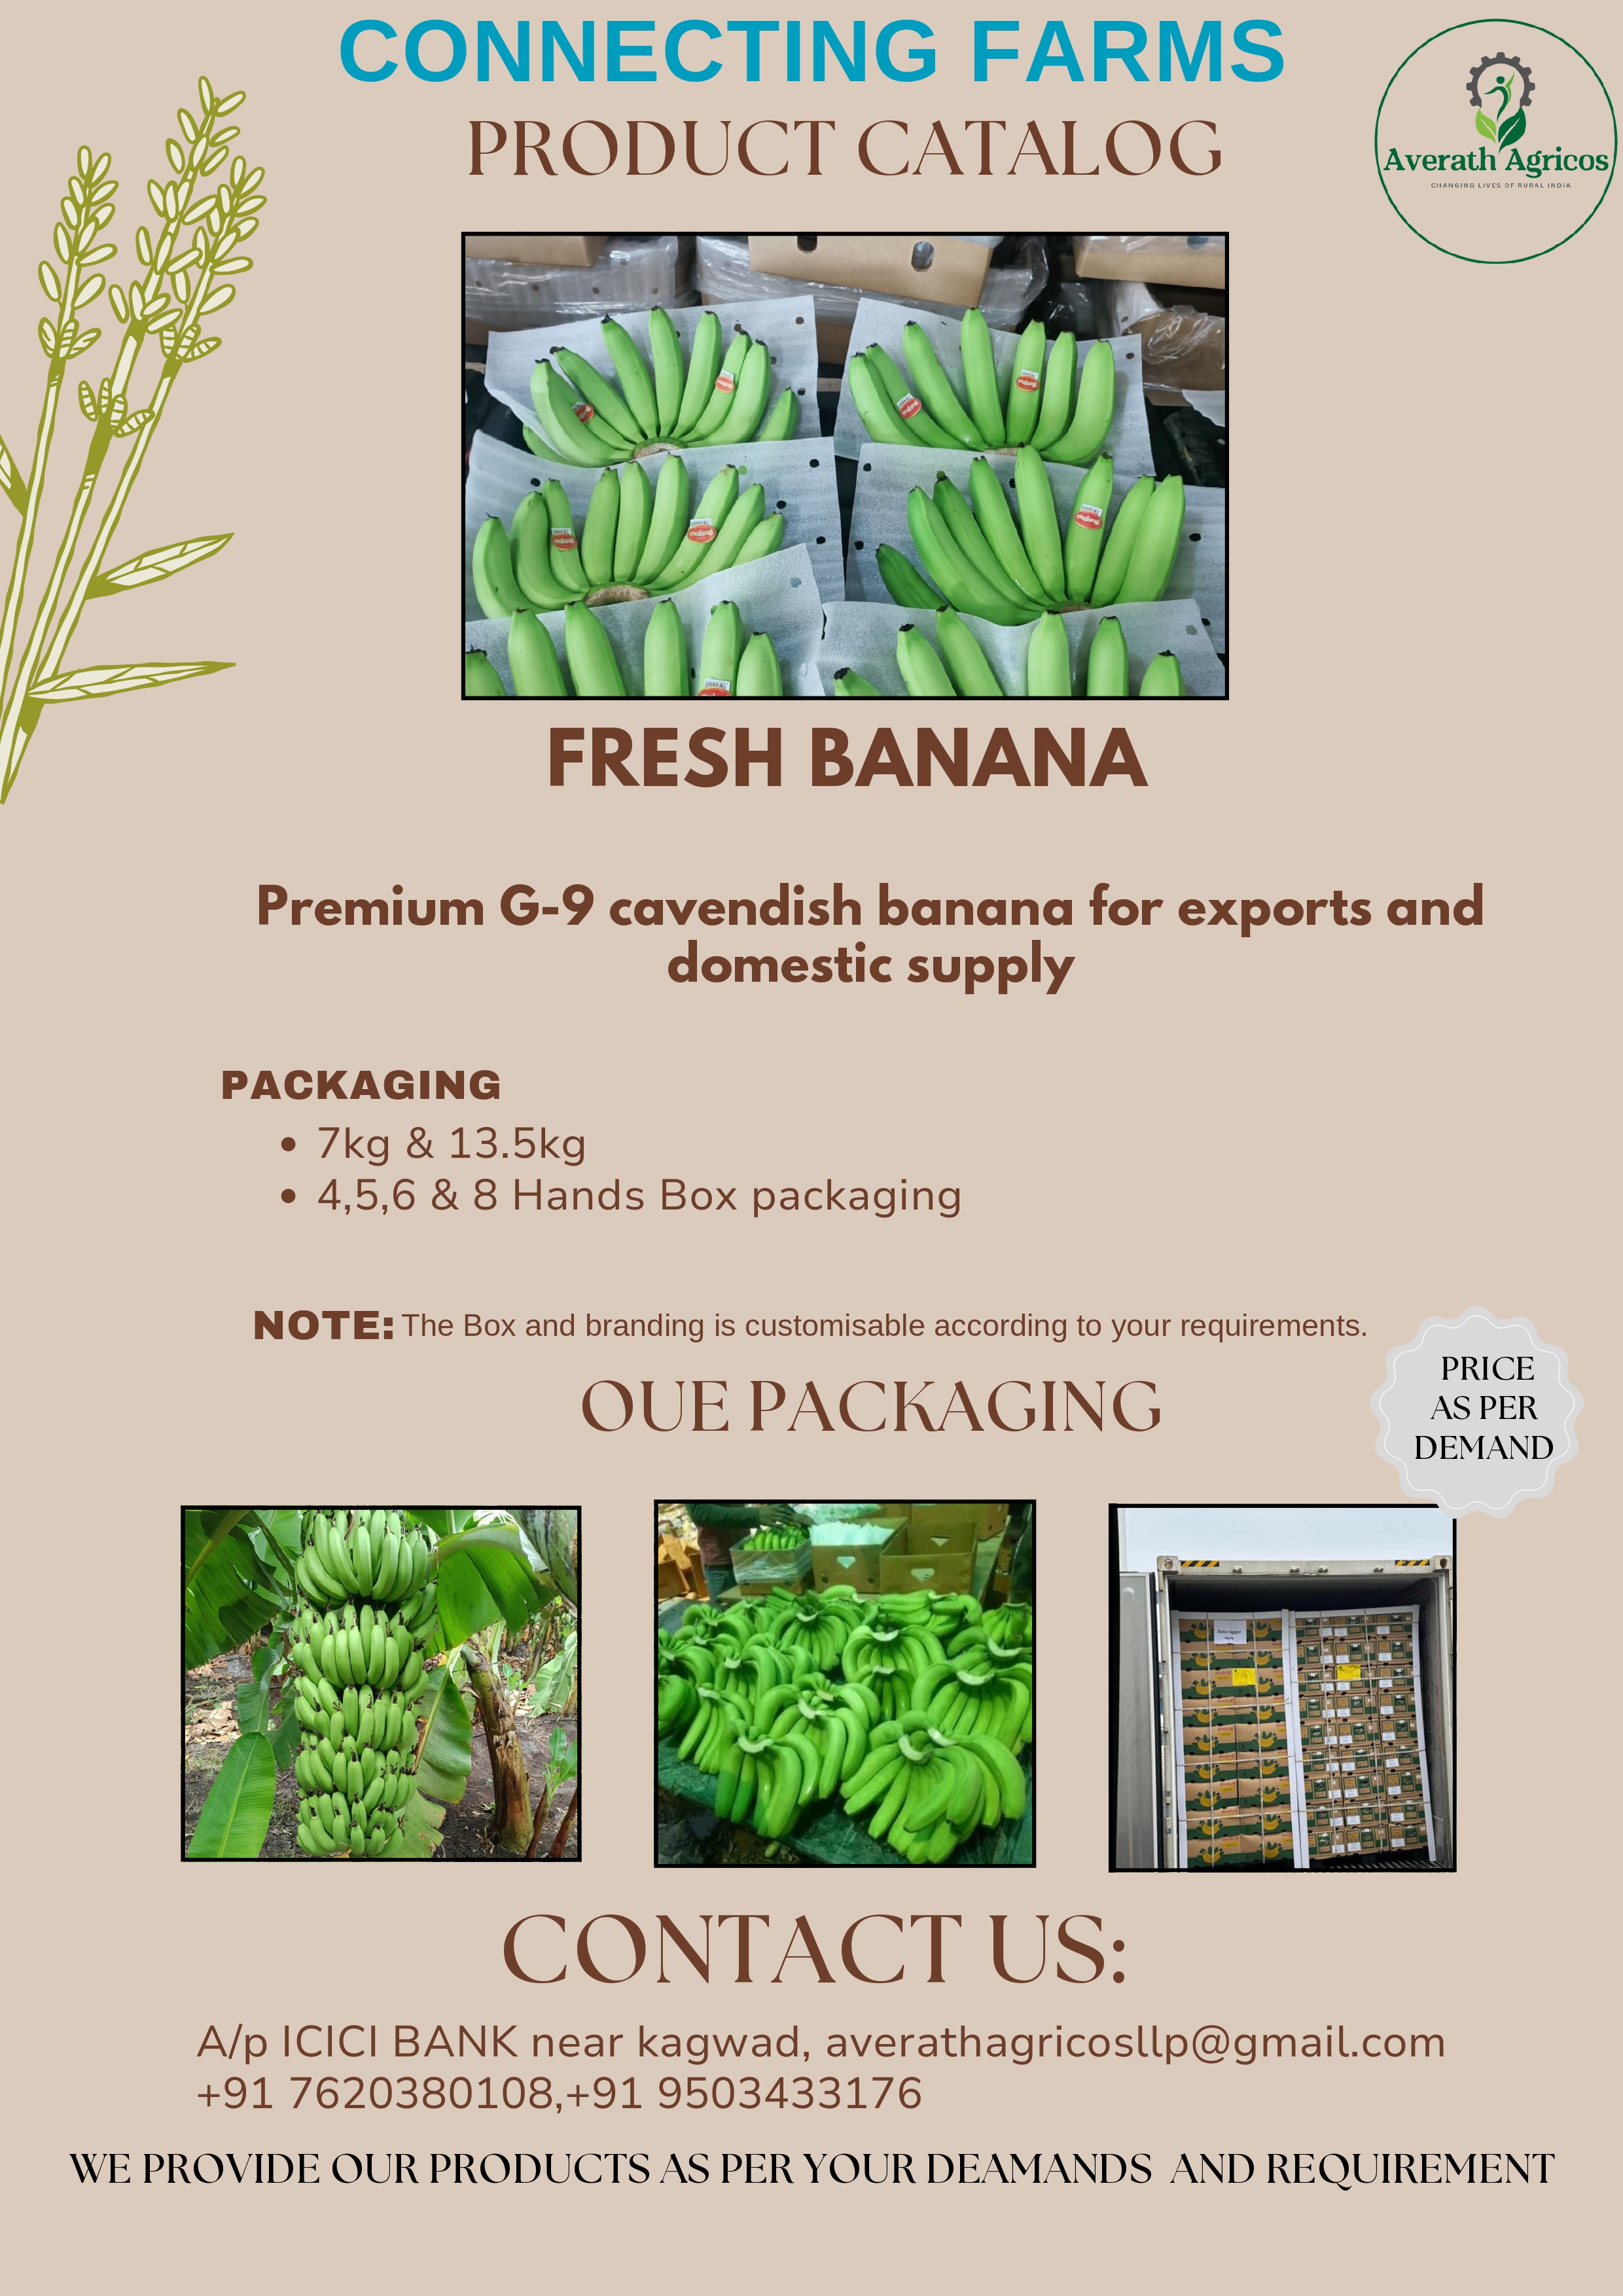 CONNECTING FARMS
PRODUCT CATALOG
Averath Agricos
CHANGING LIVES OF RURAL INDIA
FRESH BANANA
Premium G-9 cavendish banana for exports and
domestic supply
PACKAGING
• 7kg & 13.5kg
• 4,5,6 & 8 Hands Box packaging
NOTE: The Box and branding is customisable according to your requirements.
OUE PACKAGING
PRICE
AS PER
DEMAND
Data Logger
CONTACT US:
A/p ICICI BANK near kagwad, averathagricosllp@gmail.com
+91 7620380108,+91 9503433176
WE PROVIDE OUR PRODUCTS AS PER YOUR DEAMANDS AND REQUIREMENT